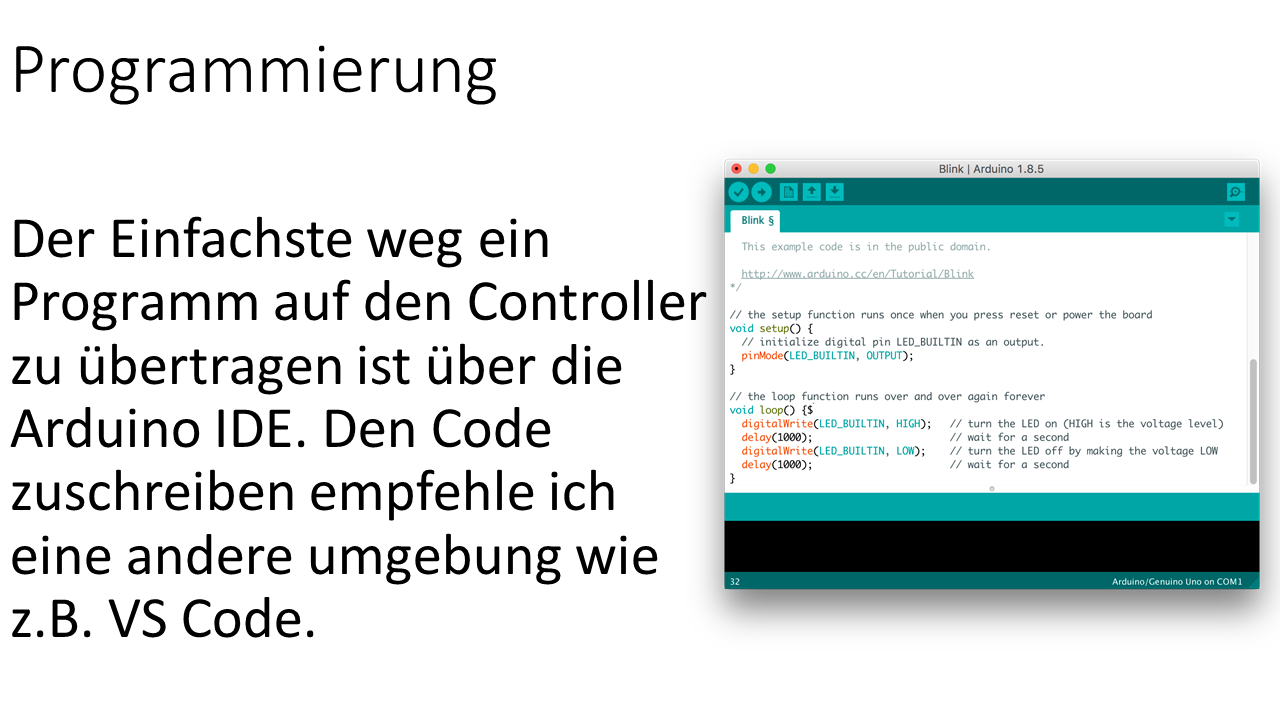 Programmierung
Der Einfachste weg ein
Programm auf den Controller
zu übertragen ist über die
Arduino IDE. Den Code
zuschreiben empfehle ich
eine andere umgebung wie
z.B. VS Code.
Blink | Arduino 1.8.5
Blink §
This example code is in the public domain.
http://www.arduino.cc/en/Tutorial/Blink
*/
// the setup function runs once when you press reset or power the board
void setup() {
// initialize digital pin LED_BUILTIN as an output.
pinMode(LED_BUILTIN, OUTPUT);
}
// the loop function runs over and over again forever
void loop() {$
digitalWrite(LED_BUILTIN, HIGH);   // turn the LED on (HIGH is the voltage level)
delay(1000);                       // wait for a second
digitalWrite(LED_BUILTIN, LOW);    // turn the LED off by making the voltage LOW
delay(1000);                       // wait for a second
}
32 Arduino/Genuino Uno on COM1